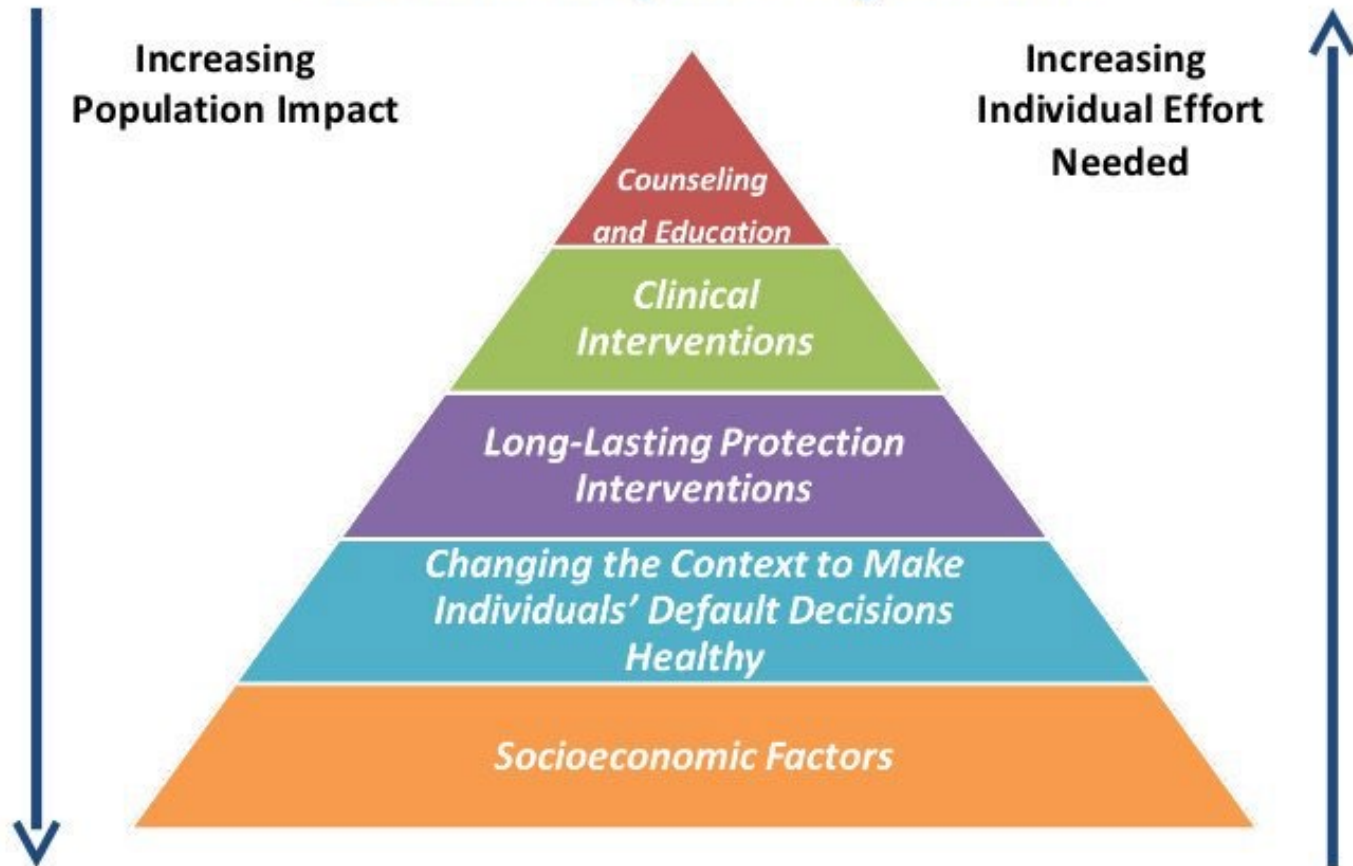 Increasing
Population Impact
Increasing
Individual Effort
Needed
Counseling
and Education
Clinical
Interventions
Long-Lasting Protection
Interventions
Changing the Context to Make
Individuals’ Default Decisions
Healthy
Socioeconomic Factors